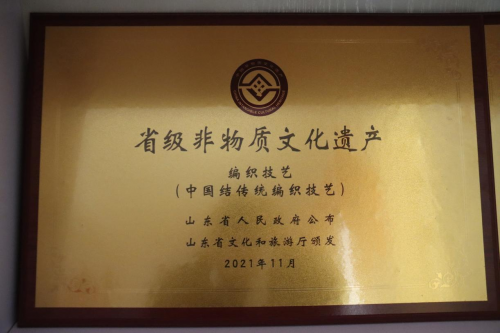 省级非物质文化遗产
编织技艺
(中国结传统编织技艺)
山东省人民政府公布
山东省文化和旅游厅颁发
2021年11月